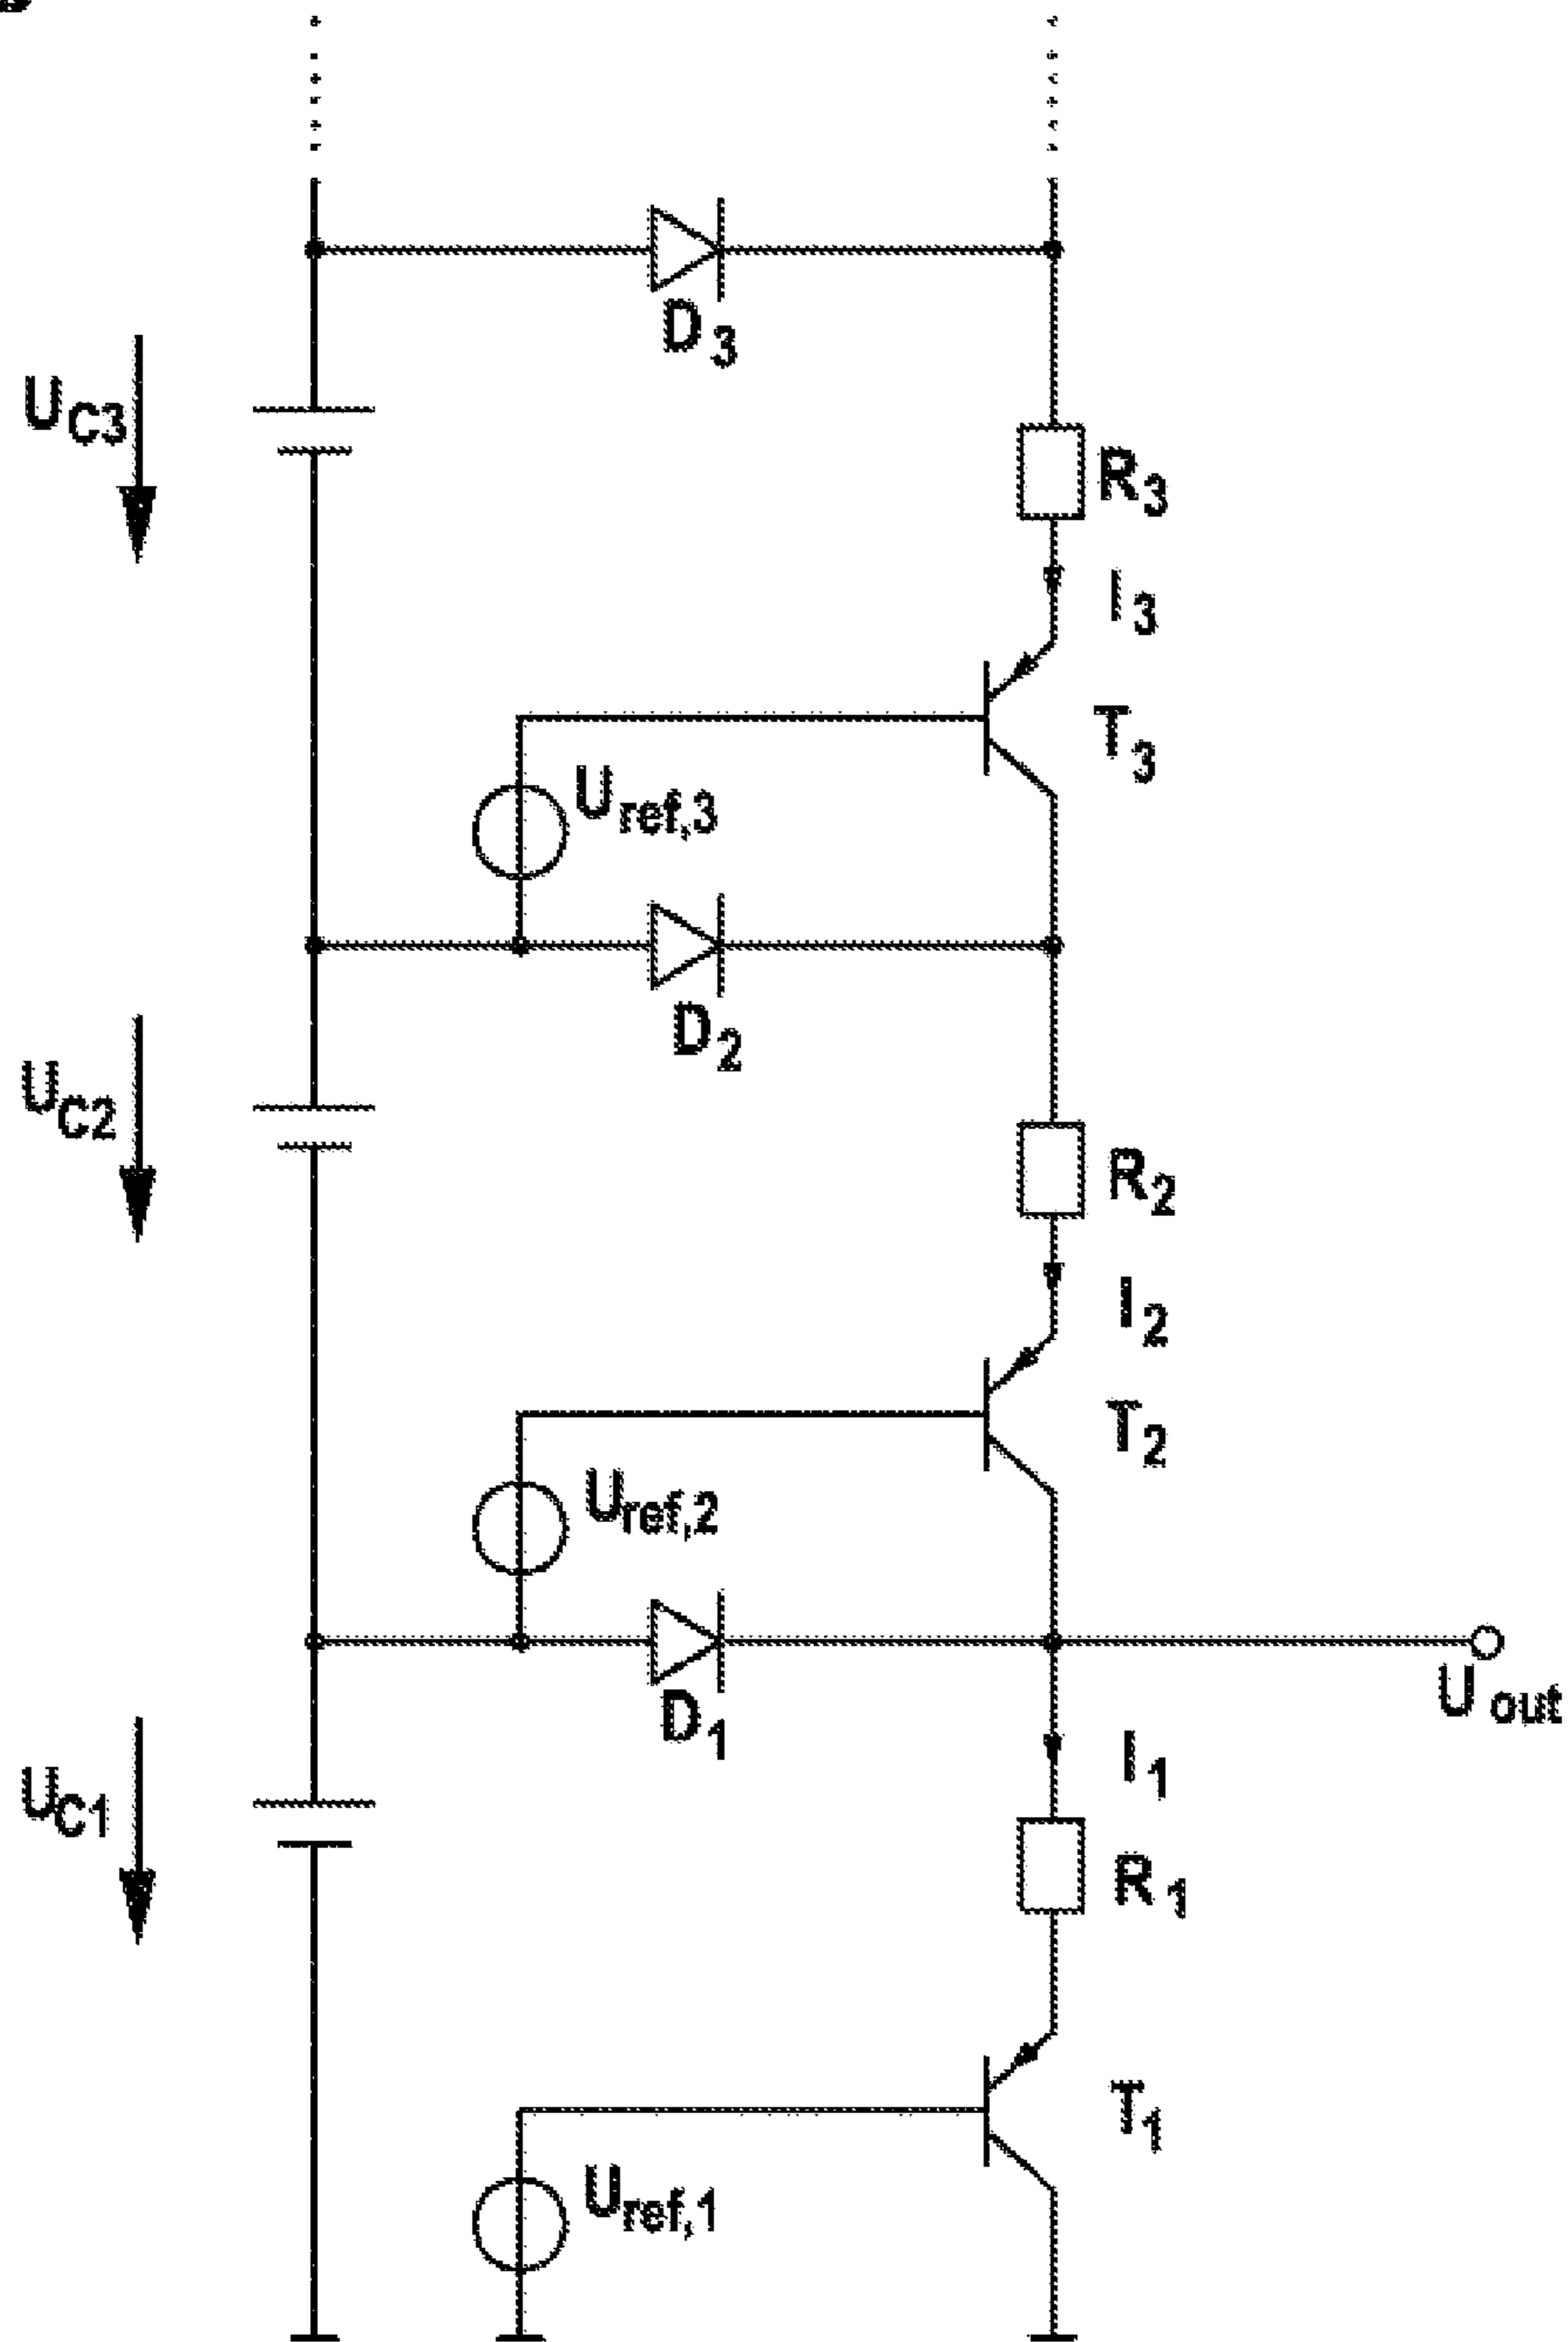 D3
UC3
R3
I3
T3
Uref,3
D2
UC2
R2
I2
T2
Uref,2
D1
Uout
I1
UC1
R1
T1
Uref,1